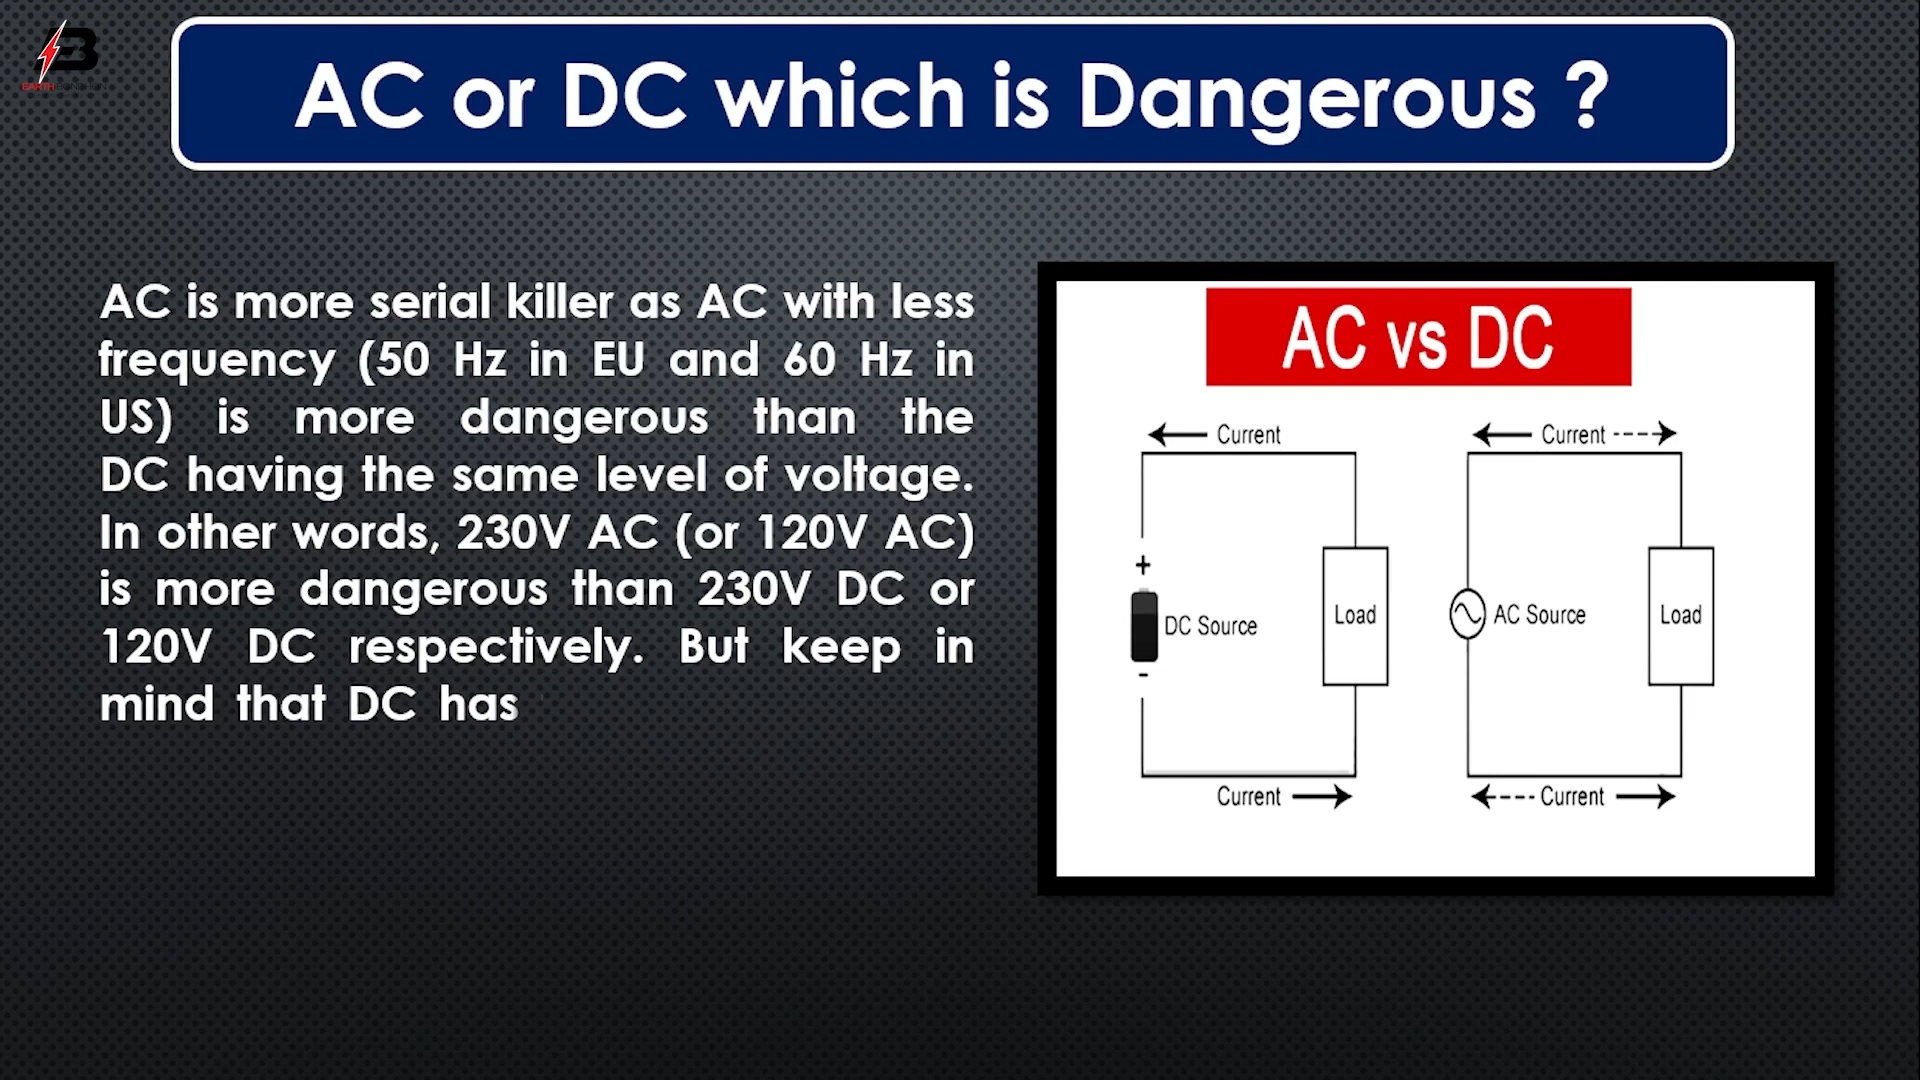 EARTH BONDHON
AC or DC which is Dangerous ?
AC is more serial killer as AC with less
frequency (50 Hz in EU and 60 Hz in
US) is more dangerous than the
DC having the same level of voltage.
In other words, 230V AC (or 120V AC)
is more dangerous than 230V DC or
120V DC respectively. But keep in
mind that DC has
AC vs DC
Current
Current
+
DC Source
-
Load
AC Source
Load
Current
Current